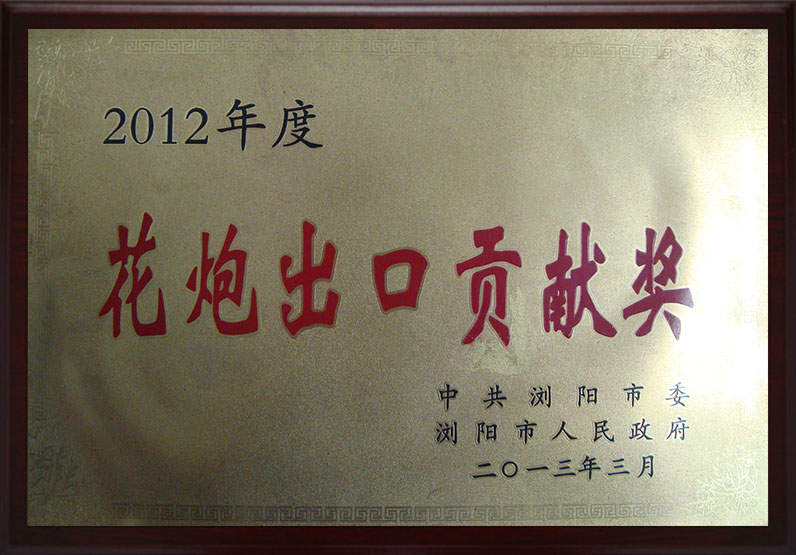 2012年度
花炮出口贡献奖
中共浏阳市委
浏阳市人民政府
二〇一三年三月